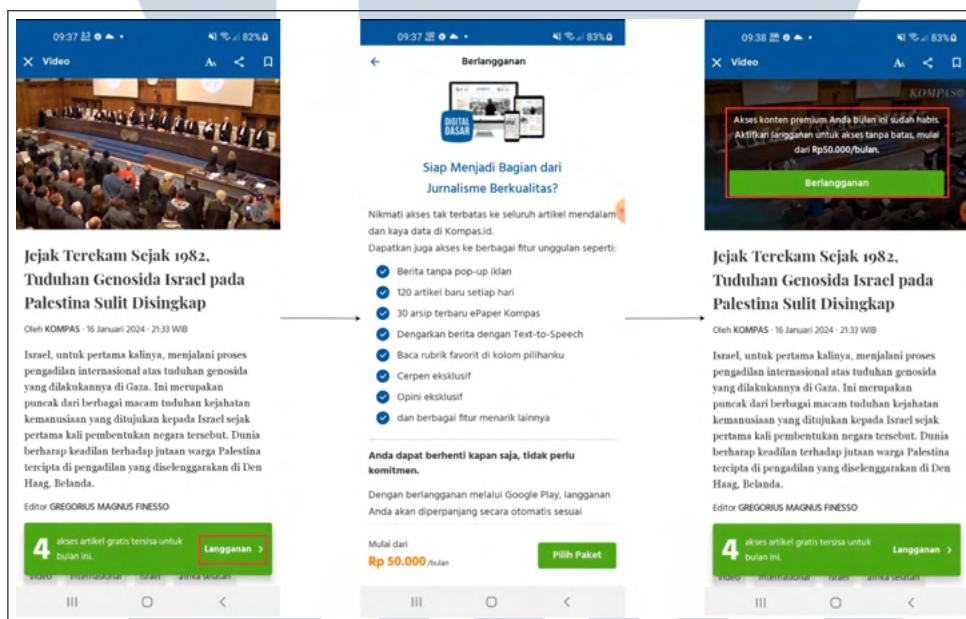 09:37
82%
Video
Jejak Terekam Sejak 1982,
Tuduhan Genosida Israel pada
Palestina Sulit Disingkap
Oleh KOMPAS · 16 Januari 2024 · 21:33 WIB
Israel, untuk pertama kalinya, menjalani proses
pengadilan internasional atas tuduhan genosida
yang dilakukannya di Gaza. Ini merupakan
puncak dari berbagai macam tuduhan kejahatan
kemanusiaan yang ditujukan kepada Israel sejak
pertama kali pembentukan negara tersebut. Dunia
berharap keadilan terhadap jutaan warga Palestina
tercipta di pengadilan yang diselenggarakan di Den
Haag, Belanda.
Editor GREGORIUS MAGNUS FINESSO
4 akses artikel gratis tersisa untuk
bulan ini.
Langganan >
Video Internasional Israel afrika selatan
09:37
83%
Berlangganan
DIGITAL
DASAR
Siap Menjadi Bagian dari
Jurnalisme Berkualitas?
Nikmati akses tak terbatas ke seluruh artikel mendalam
dan kaya data di Kompas.id.
Dapatkan juga akses ke berbagai fitur unggulan seperti:
Berita tanpa pop-up iklan
120 artikel baru setiap hari
30 arsip terbaru ePaper Kompas
Dengarkan berita dengan Text-to-Speech
Baca rubrik favorit di kolom pilihanku
Cerpen eksklusif
Opini eksklusif
dan berbagai fitur menarik lainnya
Anda dapat berhenti kapan saja, tidak perlu
komitmen.
Dengan berlangganan melalui Google Play, langganan
Anda akan diperpanjang secara otomatis sesuai
Mulai dari
Rp 50.000 /bulan
Pilih Paket
09:38
83%
Video
KOMPAS
Akses konten premium Anda bulan ini sudah habis.
Aktifkan langganan untuk akses tanpa batas, mulai
dari Rp50.000/bulan.
Berlangganan
Jejak Terekam Sejak 1982,
Tuduhan Genosida Israel pada
Palestina Sulit Disingkap
Oleh KOMPAS · 16 Januari 2024 · 21:33 WIB
Israel, untuk pertama kalinya, menjalani proses
pengadilan internasional atas tuduhan genosida
yang dilakukannya di Gaza. Ini merupakan
puncak dari berbagai macam tuduhan kejahatan
kemanusiaan yang ditujukan kepada Israel sejak
pertama kali pembentukan negara tersebut. Dunia
berharap keadilan terhadap jutaan warga Palestina
tercipta di pengadilan yang diselenggarakan di Den
Haag, Belanda.
Editor GREGORIUS MAGNUS FINESSO
4 akses artikel gratis tersisa untuk
bulan ini.
Langganan >
Video Internasional Israel afrika selatan